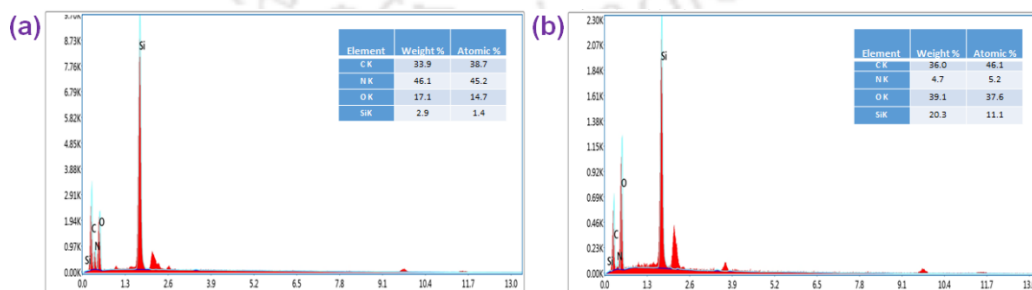 (a)
9.70K
8.73K
7.76K
6.79K
5.82K
4.85K
3.88K
2.91K
1.94K
0.97K
0.00K
Si
C
O
N
Si
0.0 1.3 2.6 3.9 5.2 6.5 7.8 9.1 10.4 11.7 13.0
Element Weight % Atomic %
C K 33.9 38.7
N K 46.1 45.2
O K 17.1 14.7
SiK 2.9 1.4
(b)
2.30K
2.07K
1.84K
1.61K
1.38K
1.15K
0.92K
0.69K
0.46K
0.23K
0.00K
Si
O
C
N
Si
0.0 1.3 2.6 3.9 5.2 6.5 7.8 9.1 10.4 11.7 13.0
Element Weight % Atomic %
C K 36.0 46.1
N K 4.7 5.2
O K 39.1 37.6
SiK 20.3 11.1